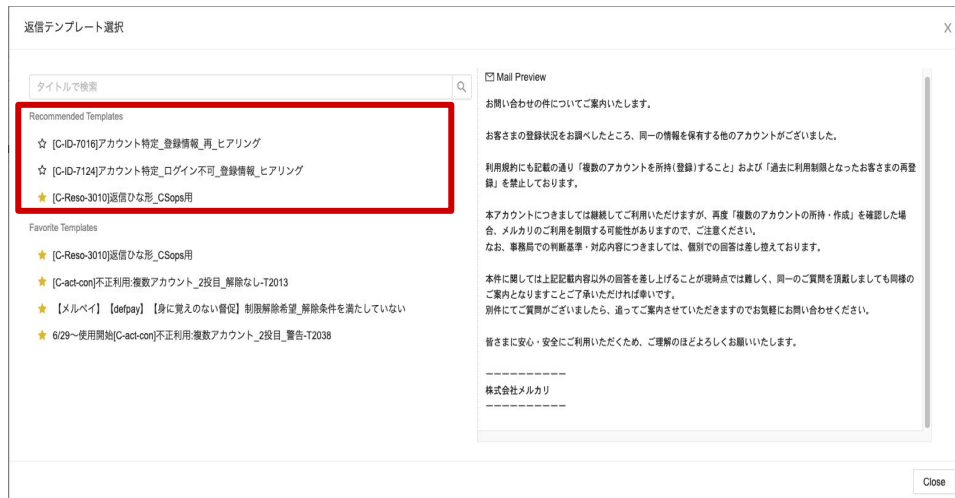 返信テンプレート選択
X
タイトルで検索
Recommended Templates
☆ [C-ID-7016]アカウント特定_登録情報_再_ヒアリング
☆ [C-ID-7124]アカウント特定_ログイン不可_登録情報_ヒアリング
★ [C-Reso-3010]返信ひな形_CSops用
Favorite Templates
★ [C-Reso-3010]返信ひな形_CSops用
★ [C-act-con]不正利用:複数アカウント_2投目_解除なし-T2013
★ 【メルペイ】【defpay】【身に覚えのない督促】制限解除希望_解除条件を満たしていない
★ 6/29〜使用開始[C-act-con]不正利用:複数アカウント_2投目_警告-T2038
Mail Preview
お問い合わせの件についてご案内いたします。
お客さまの登録状況をお調べしたところ、同一の情報を保有する他のアカウントがございました。
利用規約にも記載の通り「複数のアカウントを所持(登録)すること」および「過去に利用制限となったお客さまの再登
録」を禁止しております。
本アカウントにつきましては継続してご利用いただけますが、再度「複数のアカウントの所持・作成」を確認した場
合、メルカリのご利用を制限する可能性がありますので、ご注意ください。
なお、事務局での判断基準・対応内容につきましては、個別での回答は差し控えております。
本件に関しては上記記載内容以外の回答を差し上げることが現時点では難しく、同一のご質問を頂戴しましても同様の
ご案内となりますことご了承いただければ幸いです。
別件にてご質問がございましたら、追ってご案内させていただきますのでお気軽にお問い合わせください。
皆さまに安心・安全にご利用いただくため、ご理解のほどよろしくお願いいたします。
ーーーーーーーーーー
株式会社メルカリ
ーーーーーーーーーー
Close